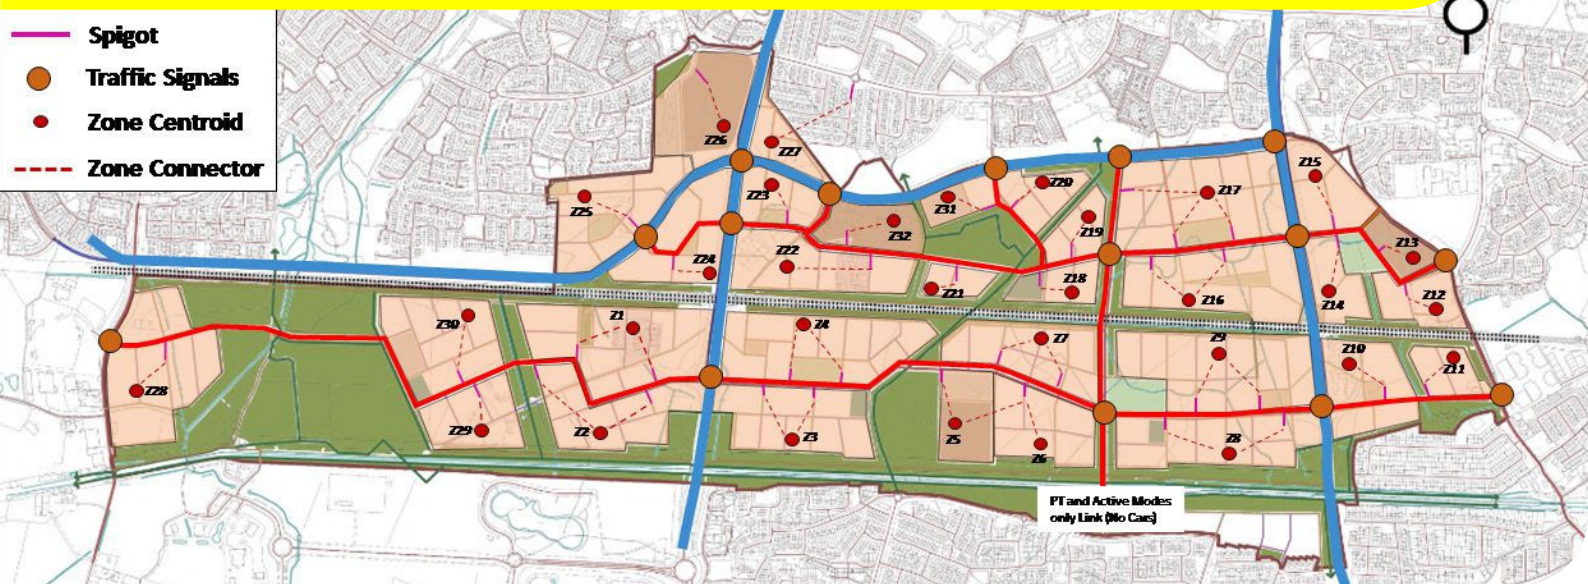 Spigot
Traffic Signals
Zone Centroid
Zone Connector
Z26
Z27
Z15
Z25
Z23
Z20
Z17
Z31
Z32
Z19
Z13
Z24
Z22
Z21
Z18
Z16
Z14
Z12
Z30
Z1
Z4
Z7
Z9
Z10
Z11
Z28
Z29
Z2
Z3
Z5
Z6
Z8
PT and Active Modes
only Link (No Cars)